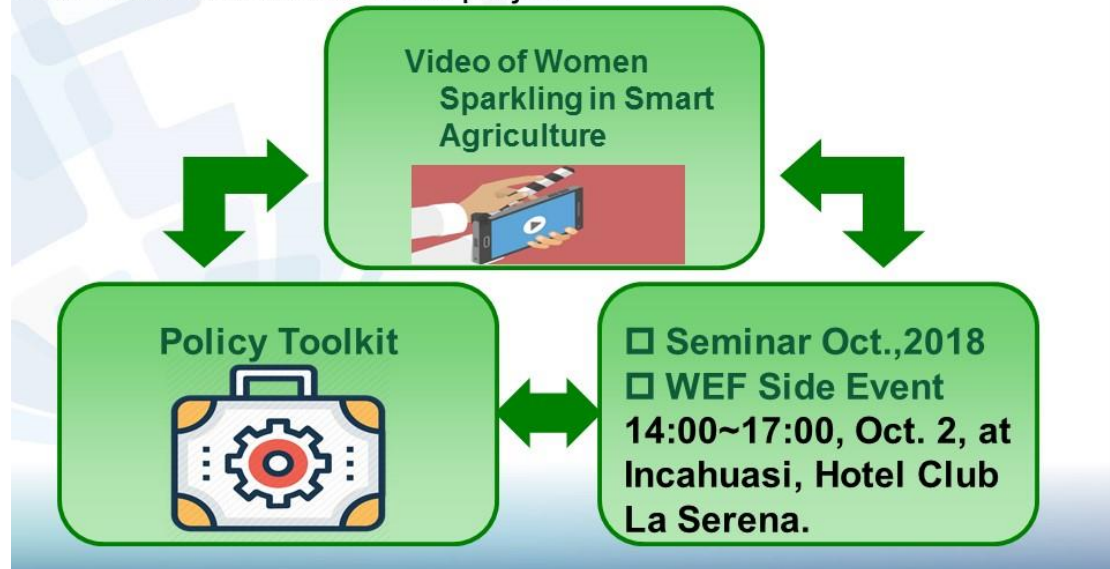 Video of Women
Sparkling in Smart
Agriculture
Policy Toolkit
□ Seminar Oct.,2018
□ WEF Side Event
14:00~17:00, Oct. 2, at
Incahuasi, Hotel Club
La Serena.